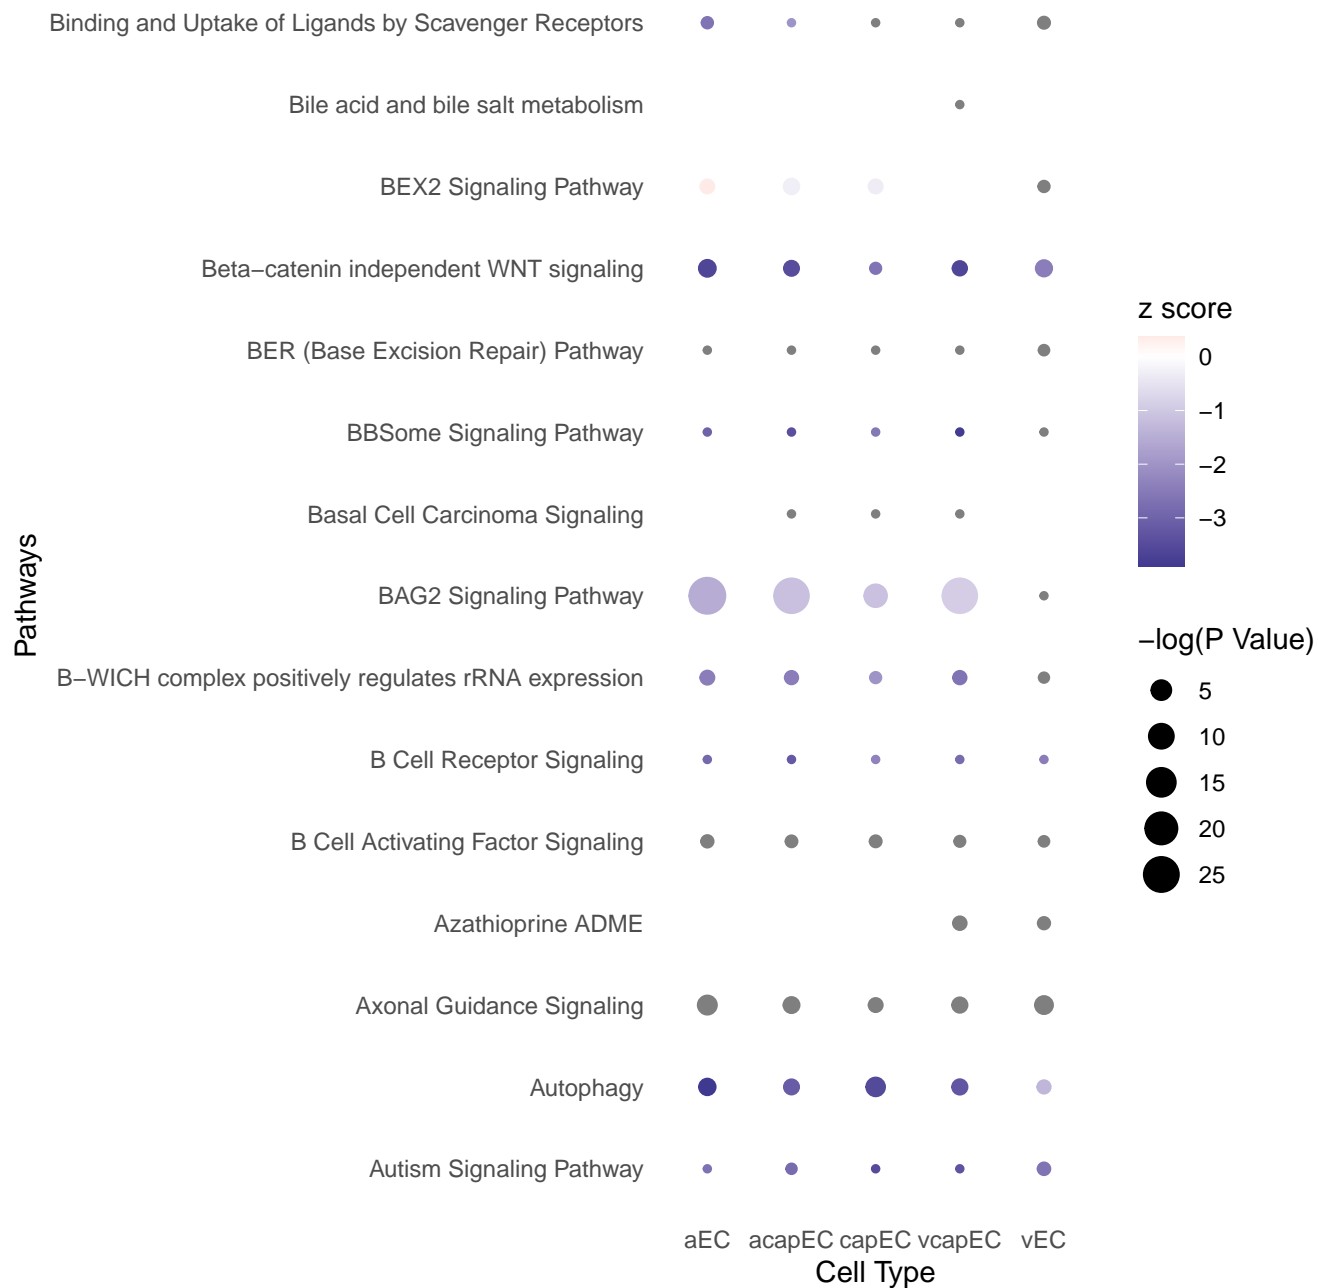 Binding and Uptake of Ligands by Scavenger Receptors
Bile acid and bile salt metabolism
BEX2 Signaling Pathway
Beta−catenin independent WNT signaling
BER (Base Excision Repair) Pathway
BBSome Signaling Pathway
Basal Cell Carcinoma Signaling
BAG2 Signaling Pathway
B−WICH complex positively regulates rRNA expression
B Cell Receptor Signaling
B Cell Activating Factor Signaling
Azathioprine ADME
Axonal Guidance Signaling
Autophagy
Autism Signaling Pathway
Pathways
aEC acapEC capEC vcapEC vEC
Cell Type
z score
0
−1
−2
−3
−log(P Value)
5
10
15
20
25